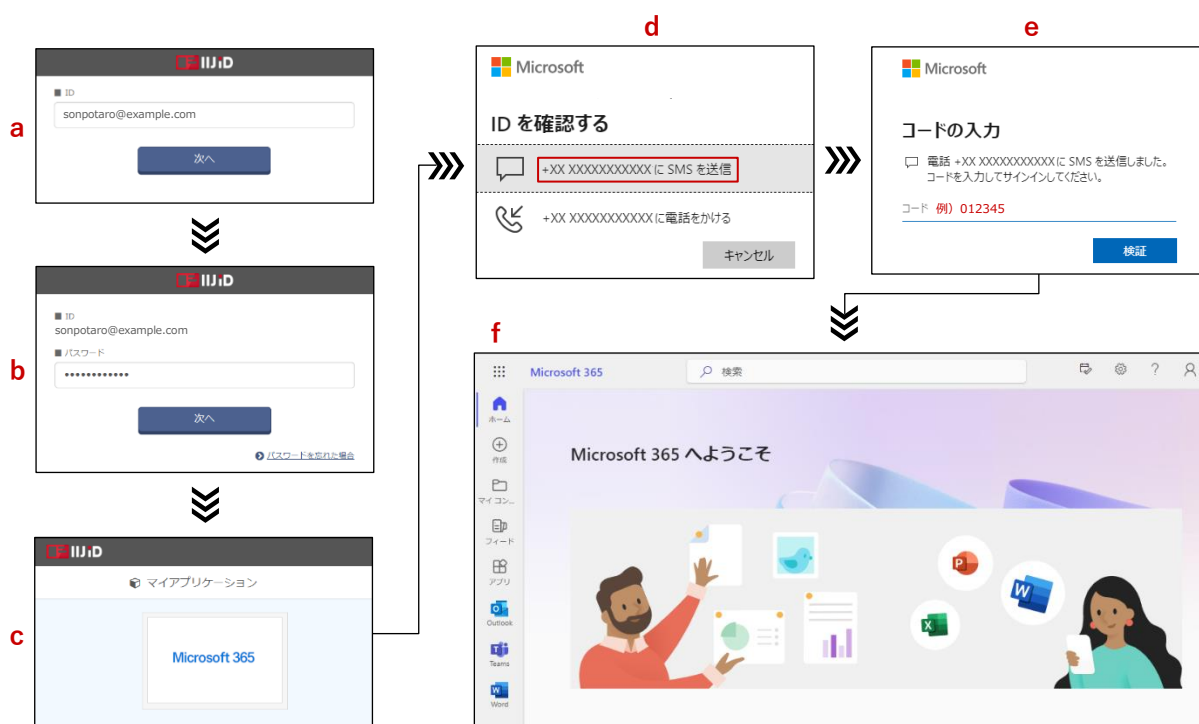 a
IIJiD
■ ID
sonpotaro@example.com
次へ
b
IIJiD
■ ID
sonpotaro@example.com
■ パスワード
••••••••••••
次へ
パスワードを忘れた場合
c
IIJiD
マイアプリケーション
Microsoft 365
d
Microsoft
ID を確認する
+XX XXXXXXXXXXX に SMS を送信
+XX XXXXXXXXXXX に電話をかける
キャンセル
e
Microsoft
コードの入力
電話 +XX XXXXXXXXXXX に SMS を送信しました。
コードを入力してサインインしてください。
コード 例）012345
検証
f
Microsoft 365
検索
ホーム
作成
マイ コン...
フィード
アプリ
Outlook
Teams
Word
Microsoft 365 へようこそ
P
W
X